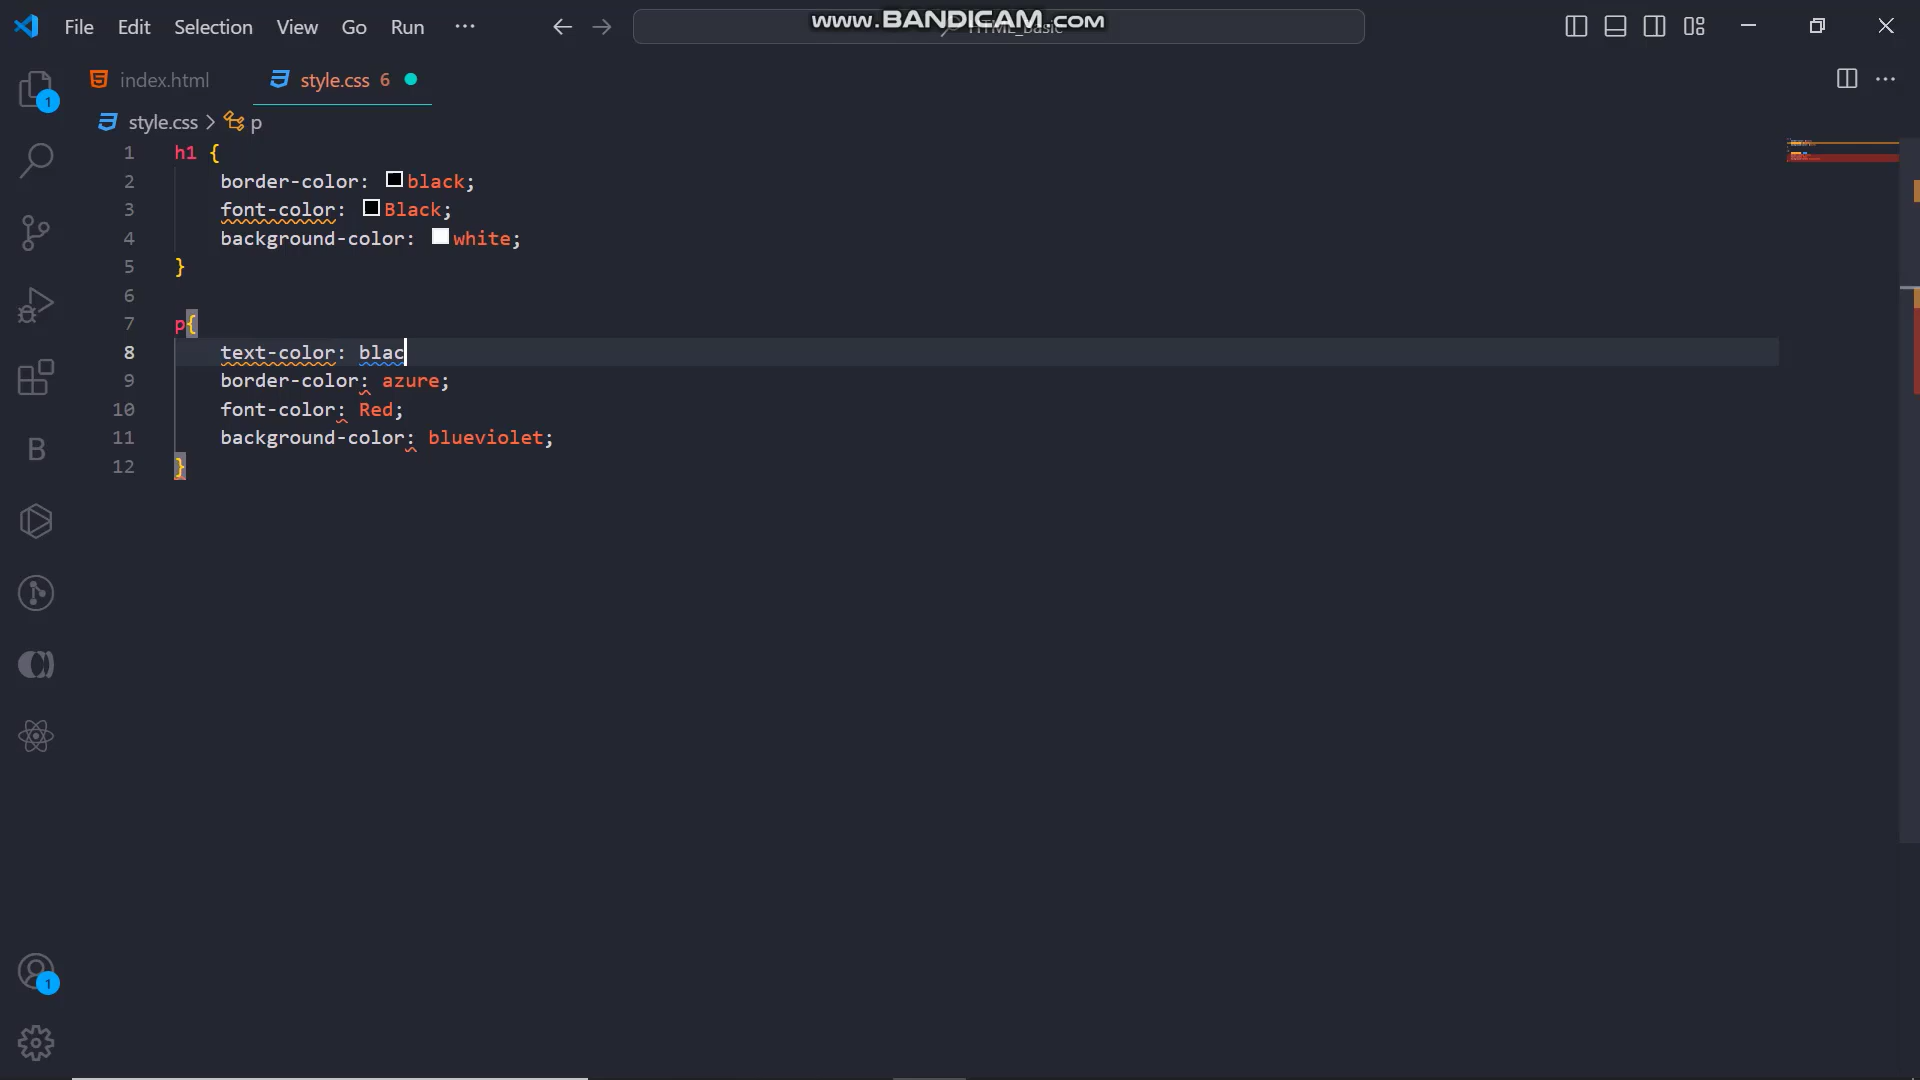 File Edit Selection View Go Run ...
www.BANDICAM.com
HTML_Basic
index.html style.css 6
style.css > p
1 h1 {
2 border-color: black;
3 font-color: Black;
4 background-color: white;
5 }
6
7 p{
8 text-color: blac
9 border-color: azure;
10 font-color: Red;
11 background-color: blueviolet;
12 }
1
B
1